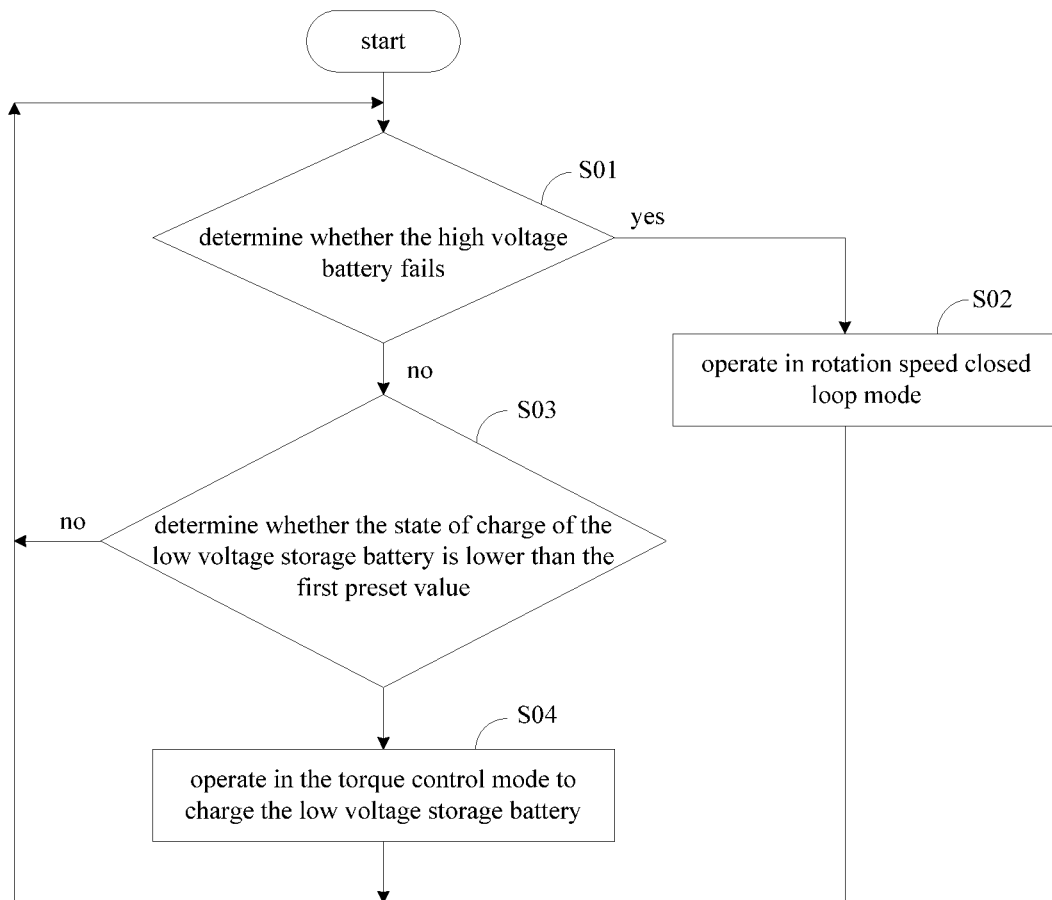 start
S01
yes
determine whether the high voltage
battery fails
S02
operate in rotation speed closed
loop mode
no
S03
no
determine whether the state of charge of the
low voltage storage battery is lower than the
first preset value
S04
operate in the torque control mode to
charge the low voltage storage battery